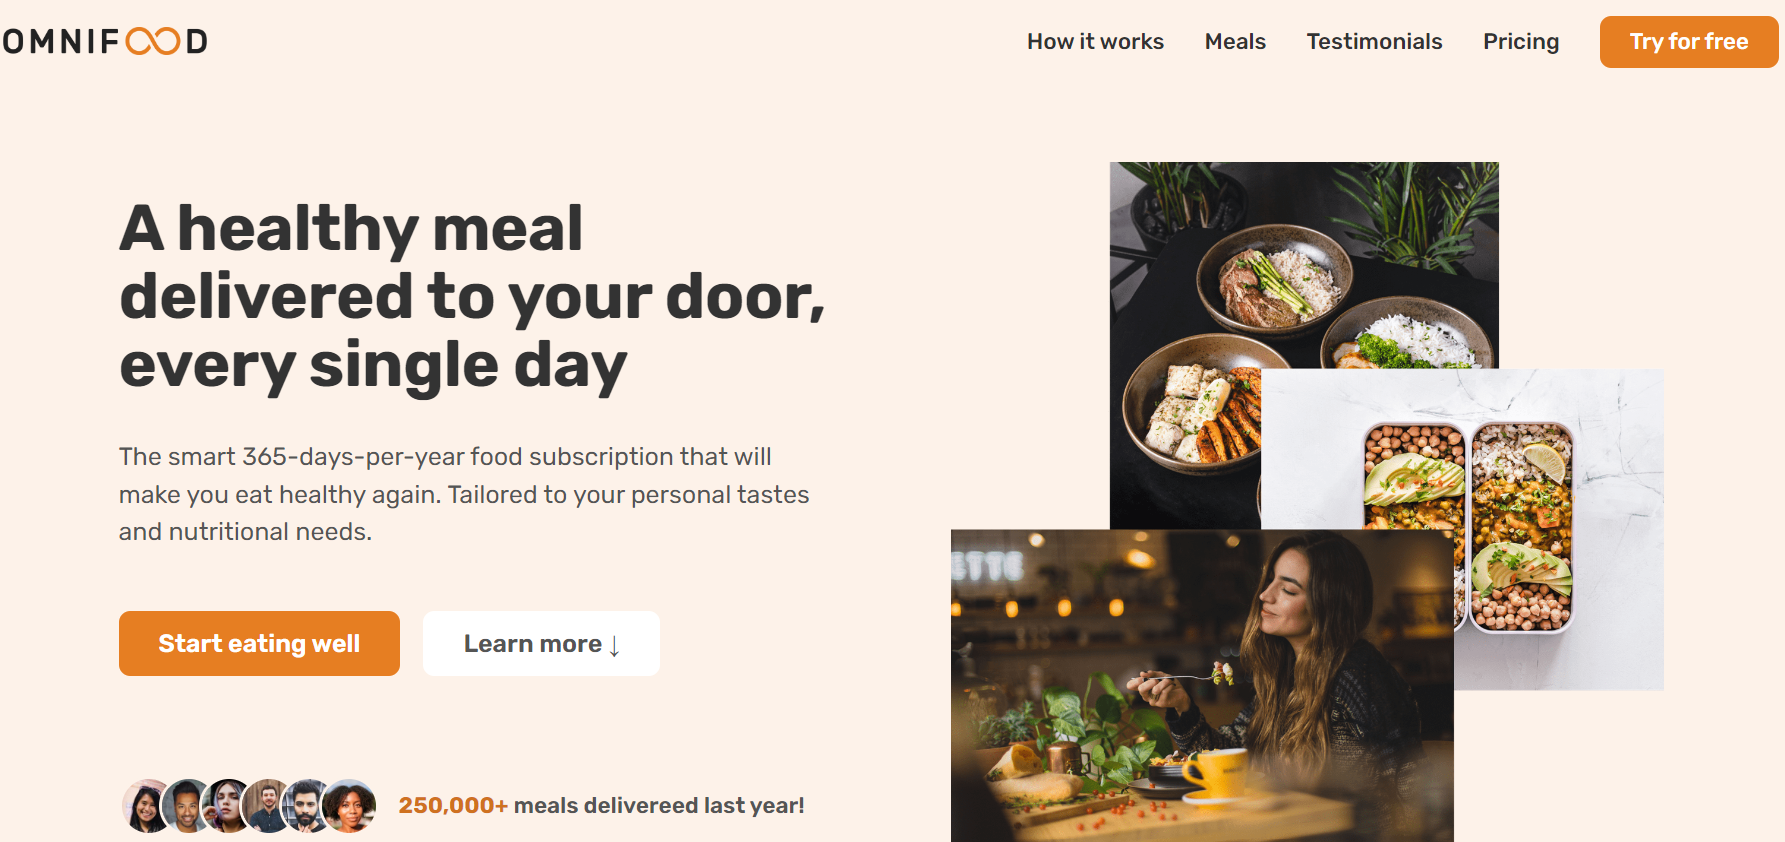 OMNIFOOD
How it works Meals Testimonials Pricing Try for free
A healthy meal
delivered to your door,
every single day
The smart 365-days-per-year food subscription that will
make you eat healthy again. Tailored to your personal tastes
and nutritional needs.
Start eating well Learn more ↓
250,000+ meals delivereed last year!
ETTE